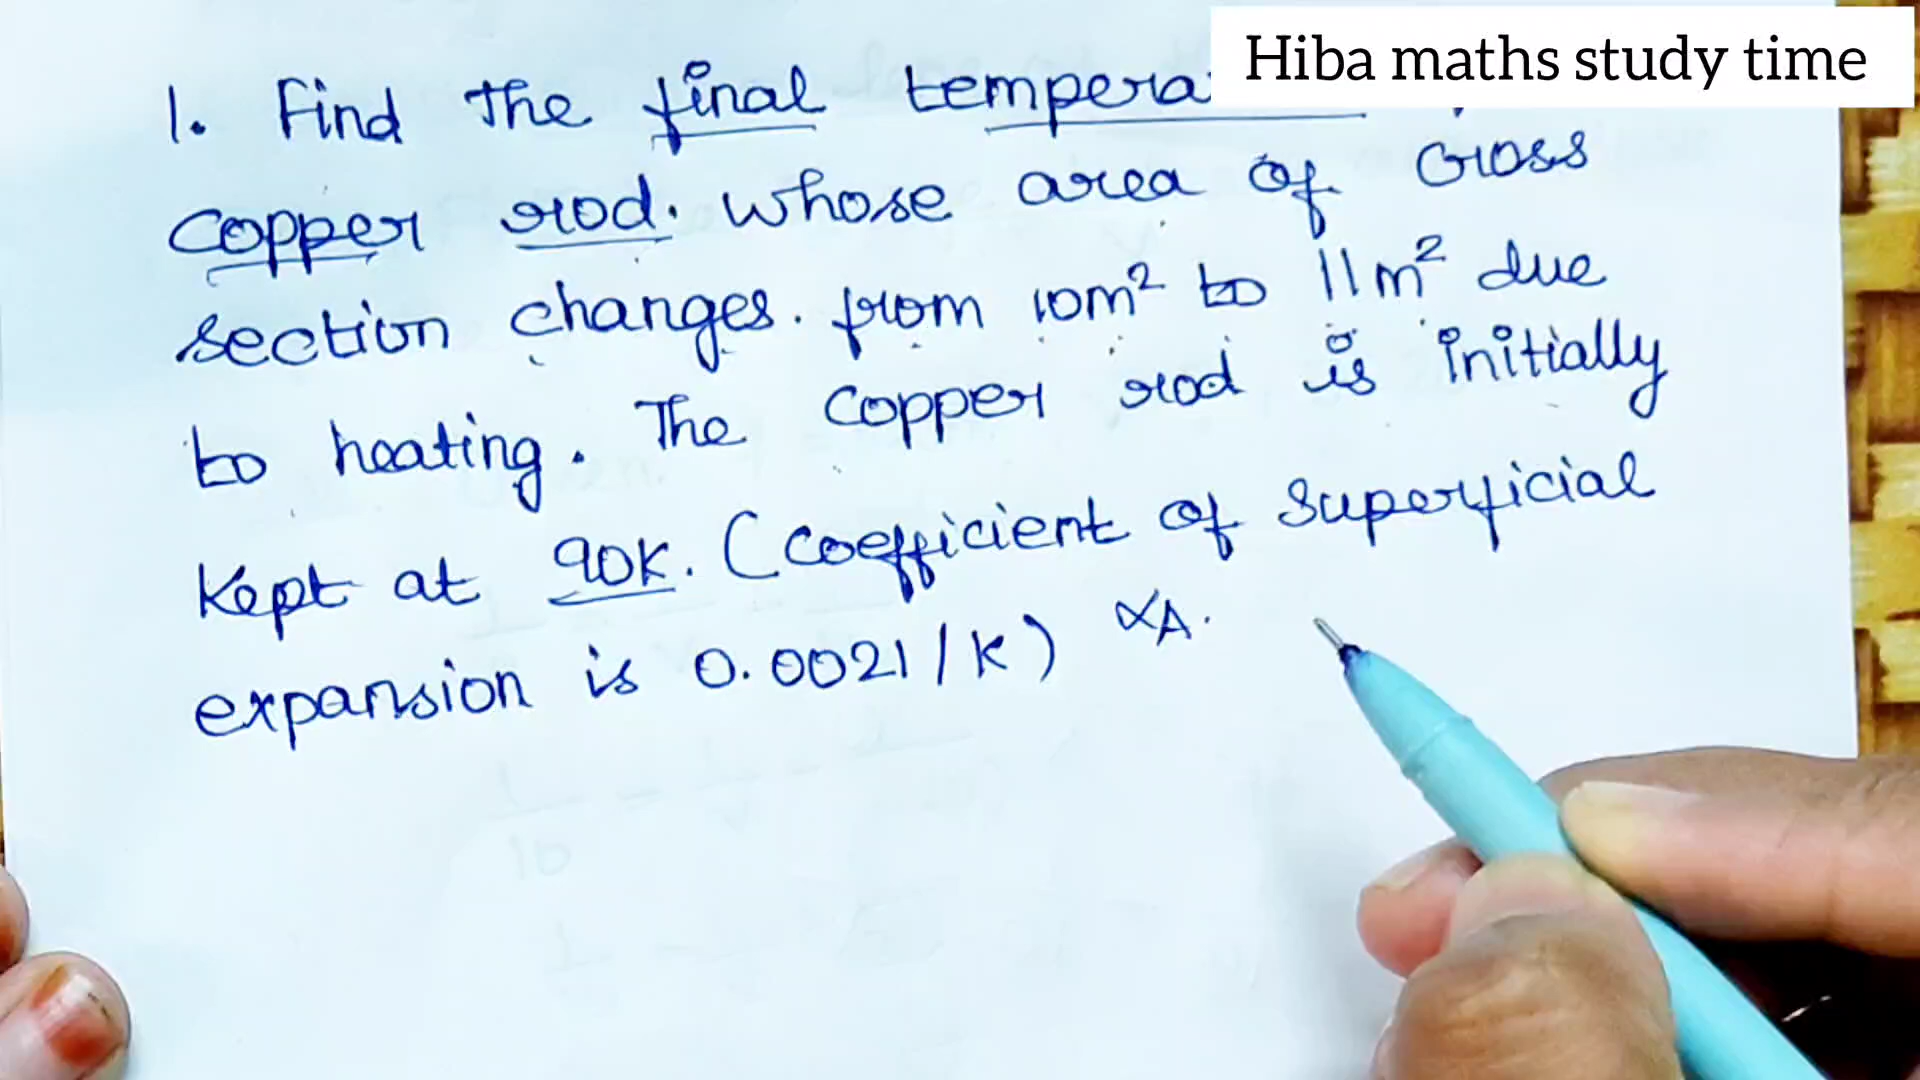 Hiba maths study time
1. Find the final tempera
copper rod. whose area of cross
section changes. from 10m² to 11m² due
to heating. The copper rod is initially
kept at 90K. (coefficient of superficial
expansion is 0.0021/K) αA.